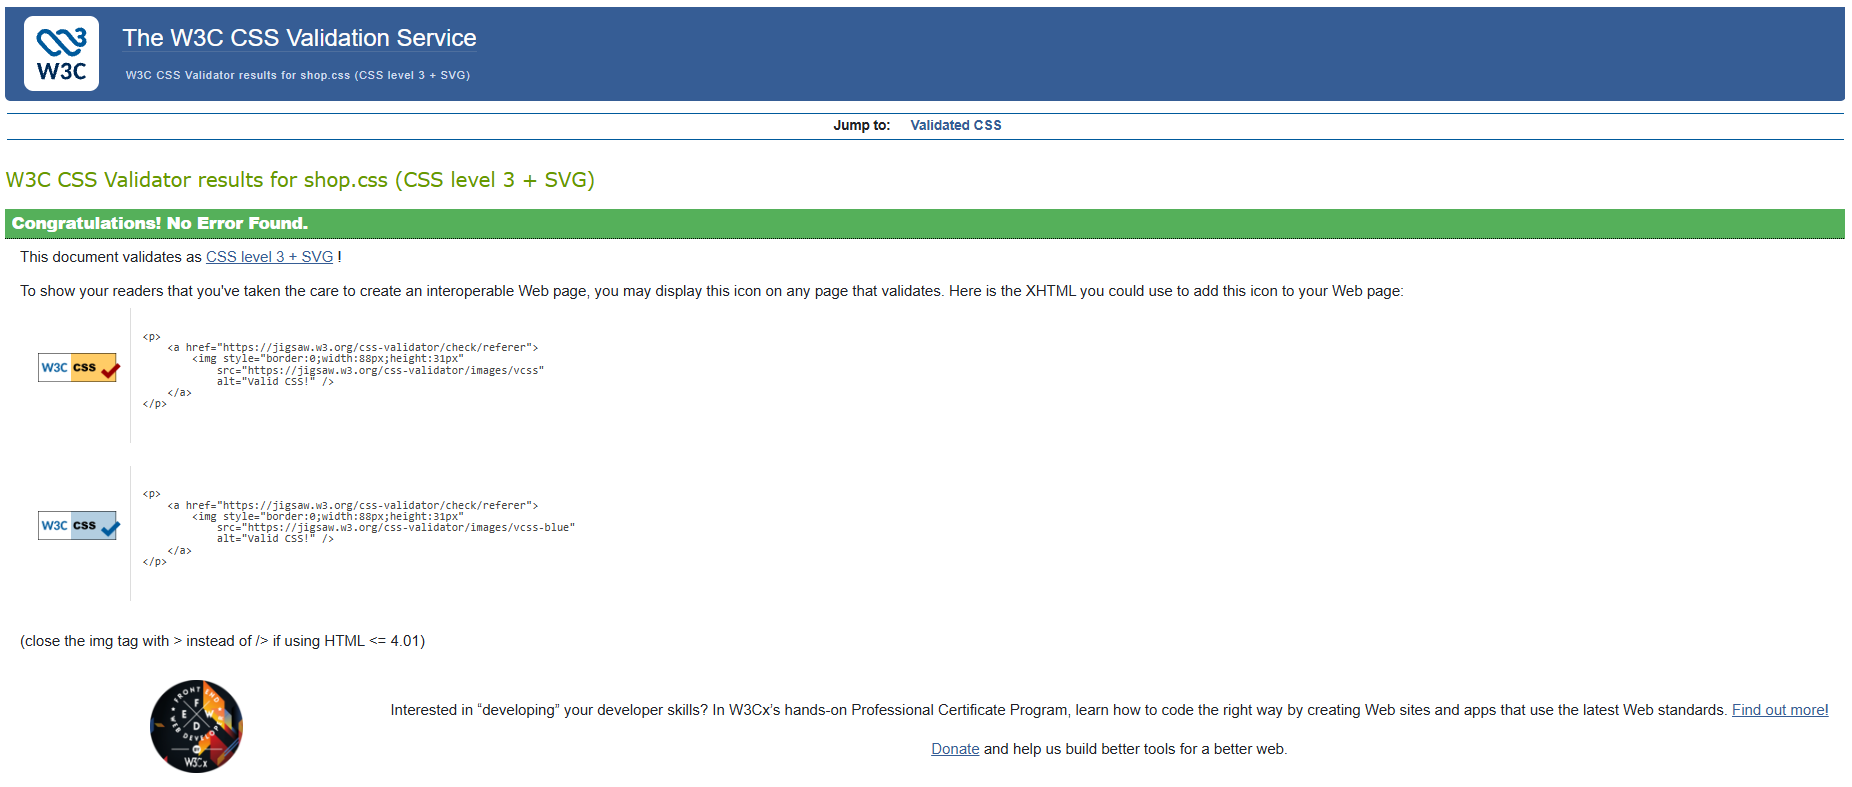 W3C
The W3C CSS Validation Service
W3C CSS Validator results for shop.css (CSS level 3 + SVG)
Jump to: Validated CSS
W3C CSS Validator results for shop.css (CSS level 3 + SVG)
Congratulations! No Error Found.
This document validates as CSS level 3 + SVG !
To show your readers that you've taken the care to create an interoperable Web page, you may display this icon on any page that validates. Here is the XHTML you could use to add this icon to your Web page:
W3C css
<p>
<a href="https://jigsaw.w3.org/css-validator/check/referer">
<img style="border:0;width:88px;height:31px"
src="https://jigsaw.w3.org/css-validator/images/vcss"
alt="Valid CSS!" />
</a>
</p>
W3C css
<p>
<a href="https://jigsaw.w3.org/css-validator/check/referer">
<img style="border:0;width:88px;height:31px"
src="https://jigsaw.w3.org/css-validator/images/vcss-blue"
alt="Valid CSS!" />
</a>
</p>
(close the img tag with > instead of /> if using HTML <= 4.01)
FRONT END
F E W D
WEB DEVELOPER
W3Cx
Interested in “developing” your developer skills? In W3Cx's hands-on Professional Certificate Program, learn how to code the right way by creating Web sites and apps that use the latest Web standards. Find out more!
Donate and help us build better tools for a better web.